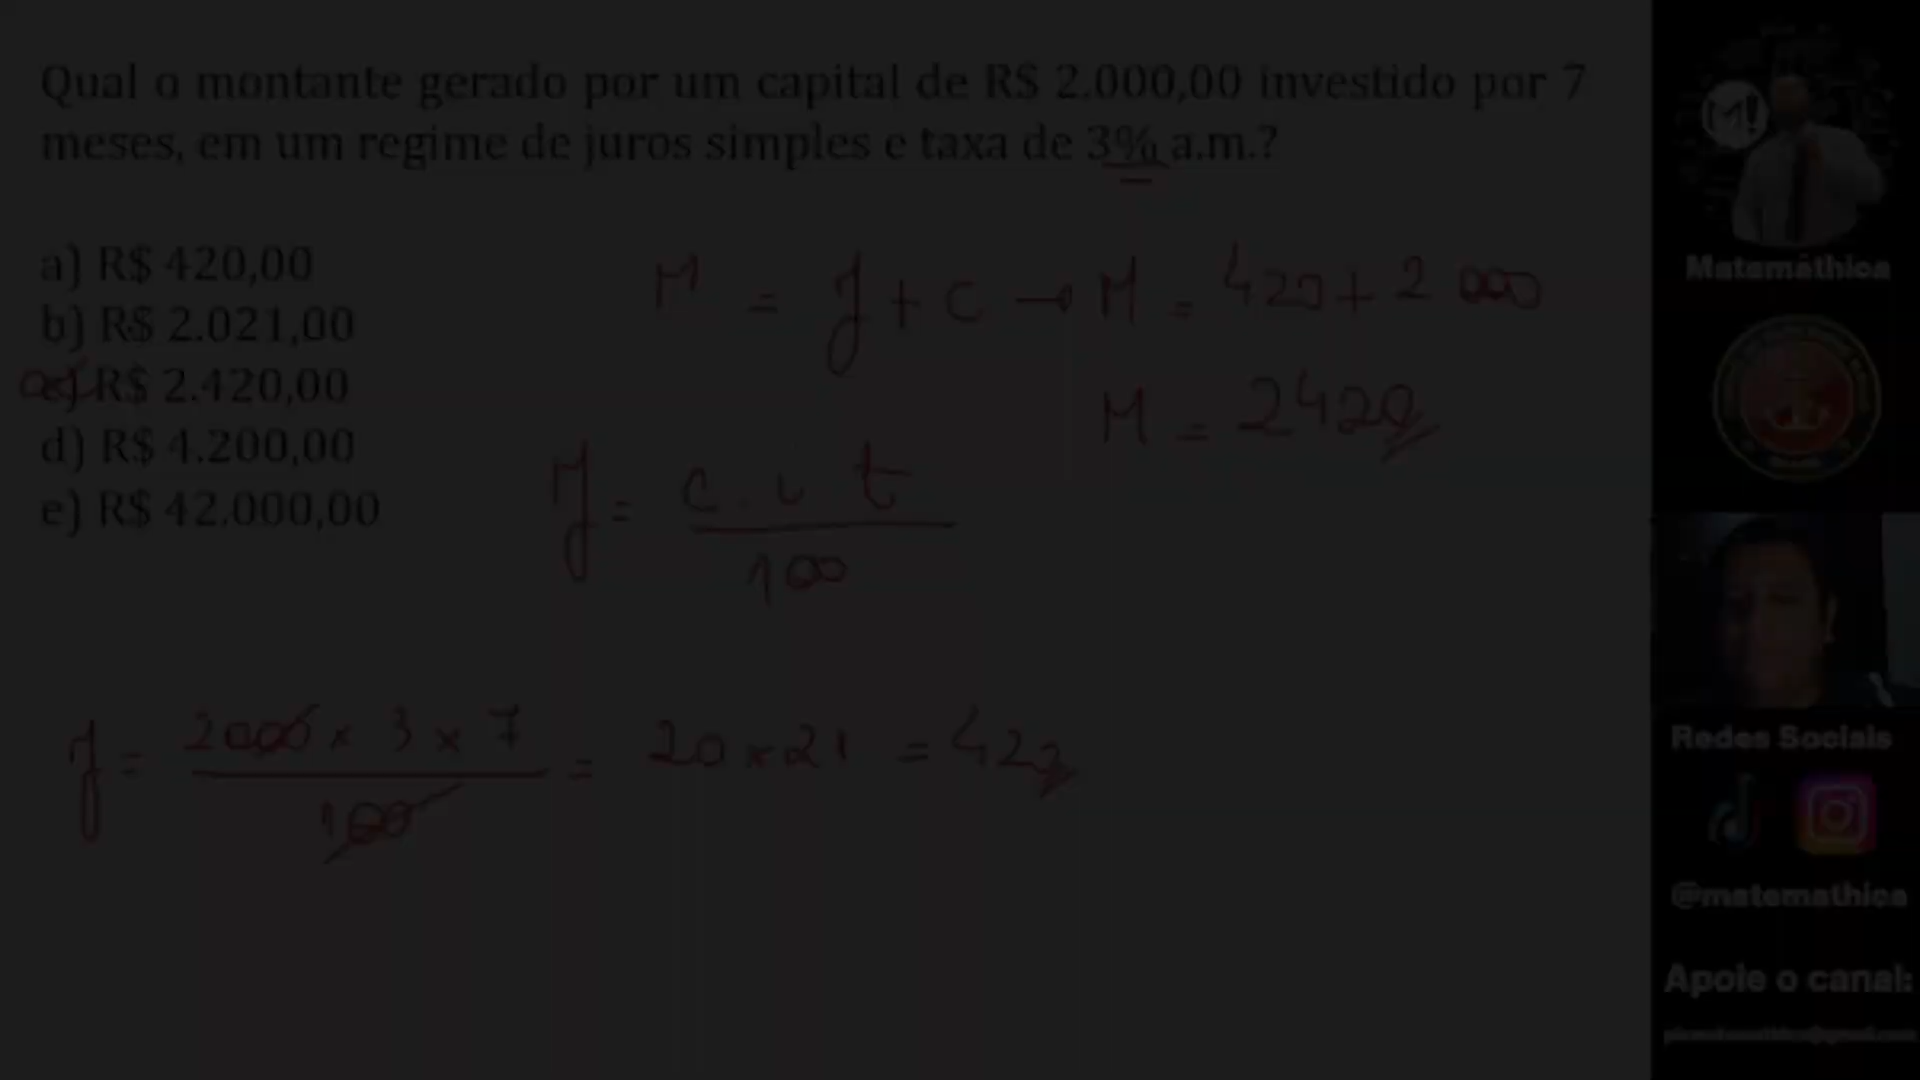 Qual o montante gerado por um capital de R$ 2.000,00 investido por 7
meses, em um regime de juros simples e taxa de 3% a.m.?
a) R$ 420,00
b) R$ 2.021,00
c) R$ 2.420,00
d) R$ 4.200,00
e) R$ 42.000,00
M = J + C → M = 420 + 2 000
M = 2420
J = C . i t
100
J = 2000 x 3 x 7 = 20 x 21 = 420
100
M!
Matemáthica
Redes Sociais
@matemathica
Apoie o canal: